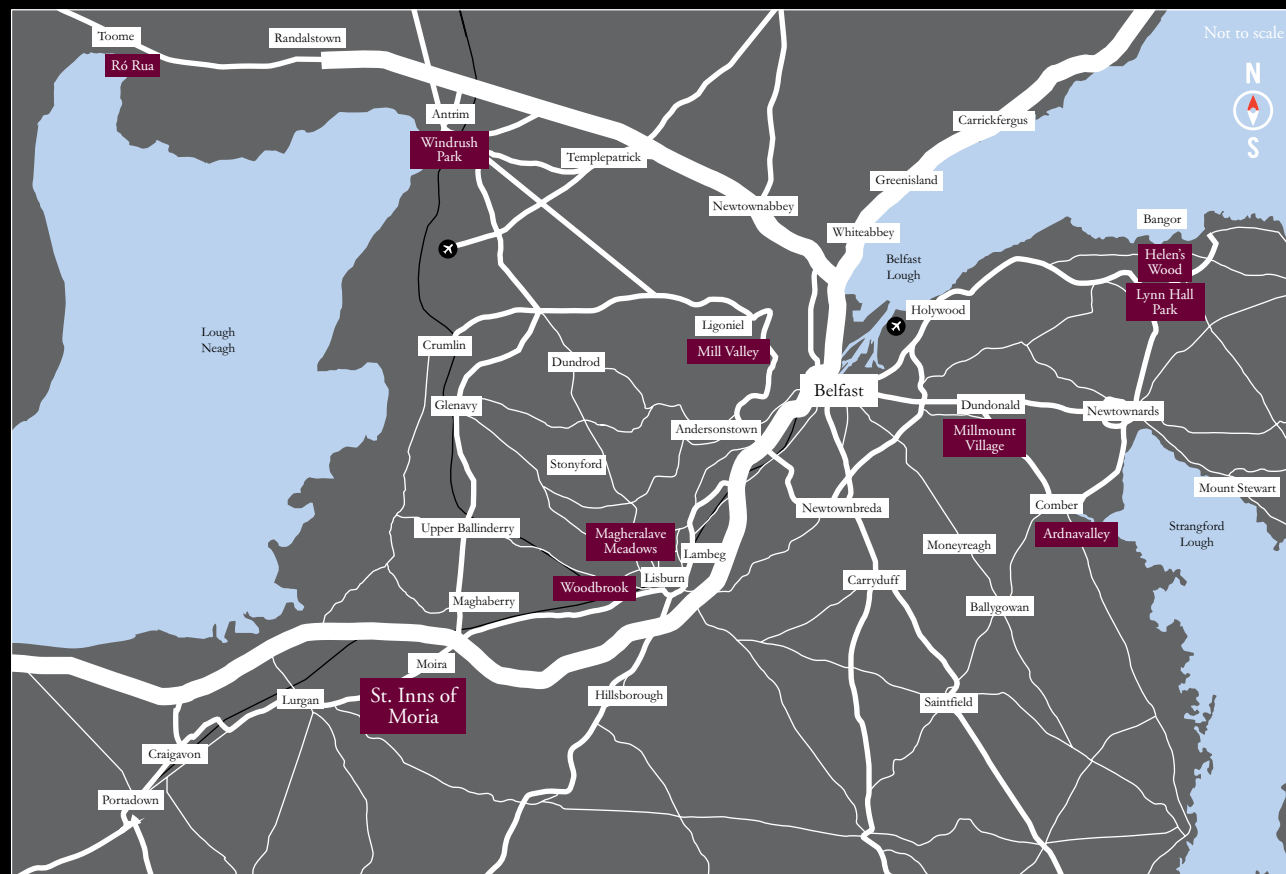 Not to scale
N
S
Toome
Ró Rua
Randalstown
Antrim
Windrush
Park
Templepatrick
Carrickfergus
Greenisland
Newtownabbey
Whiteabbey
Bangor
Belfast
Lough
Helen's
Wood
Lynn Hall
Park
Holywood
Lough
Neagh
Ligoniel
Mill Valley
Crumlin
Dundrod
Belfast
Glenavy
Dundonald
Millmount
Village
Newtownards
Andersonstown
Stonyford
Mount Stewart
Newtownbreda
Comber
Ardnavalley
Strangford
Lough
Upper Ballinderry
Magheralave
Meadows
Lambeg
Moneyreagh
Lisburn
Woodbrook
Carryduff
Maghaberry
Ballygowan
Moira
St. Inns of
Moria
Lurgan
Hillsborough
Saintfield
Craigavon
Portadown